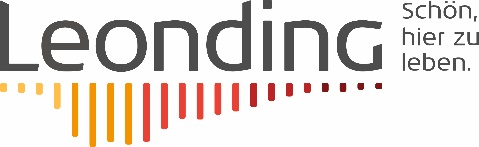 Leonding
Schön,
hier zu
leben.